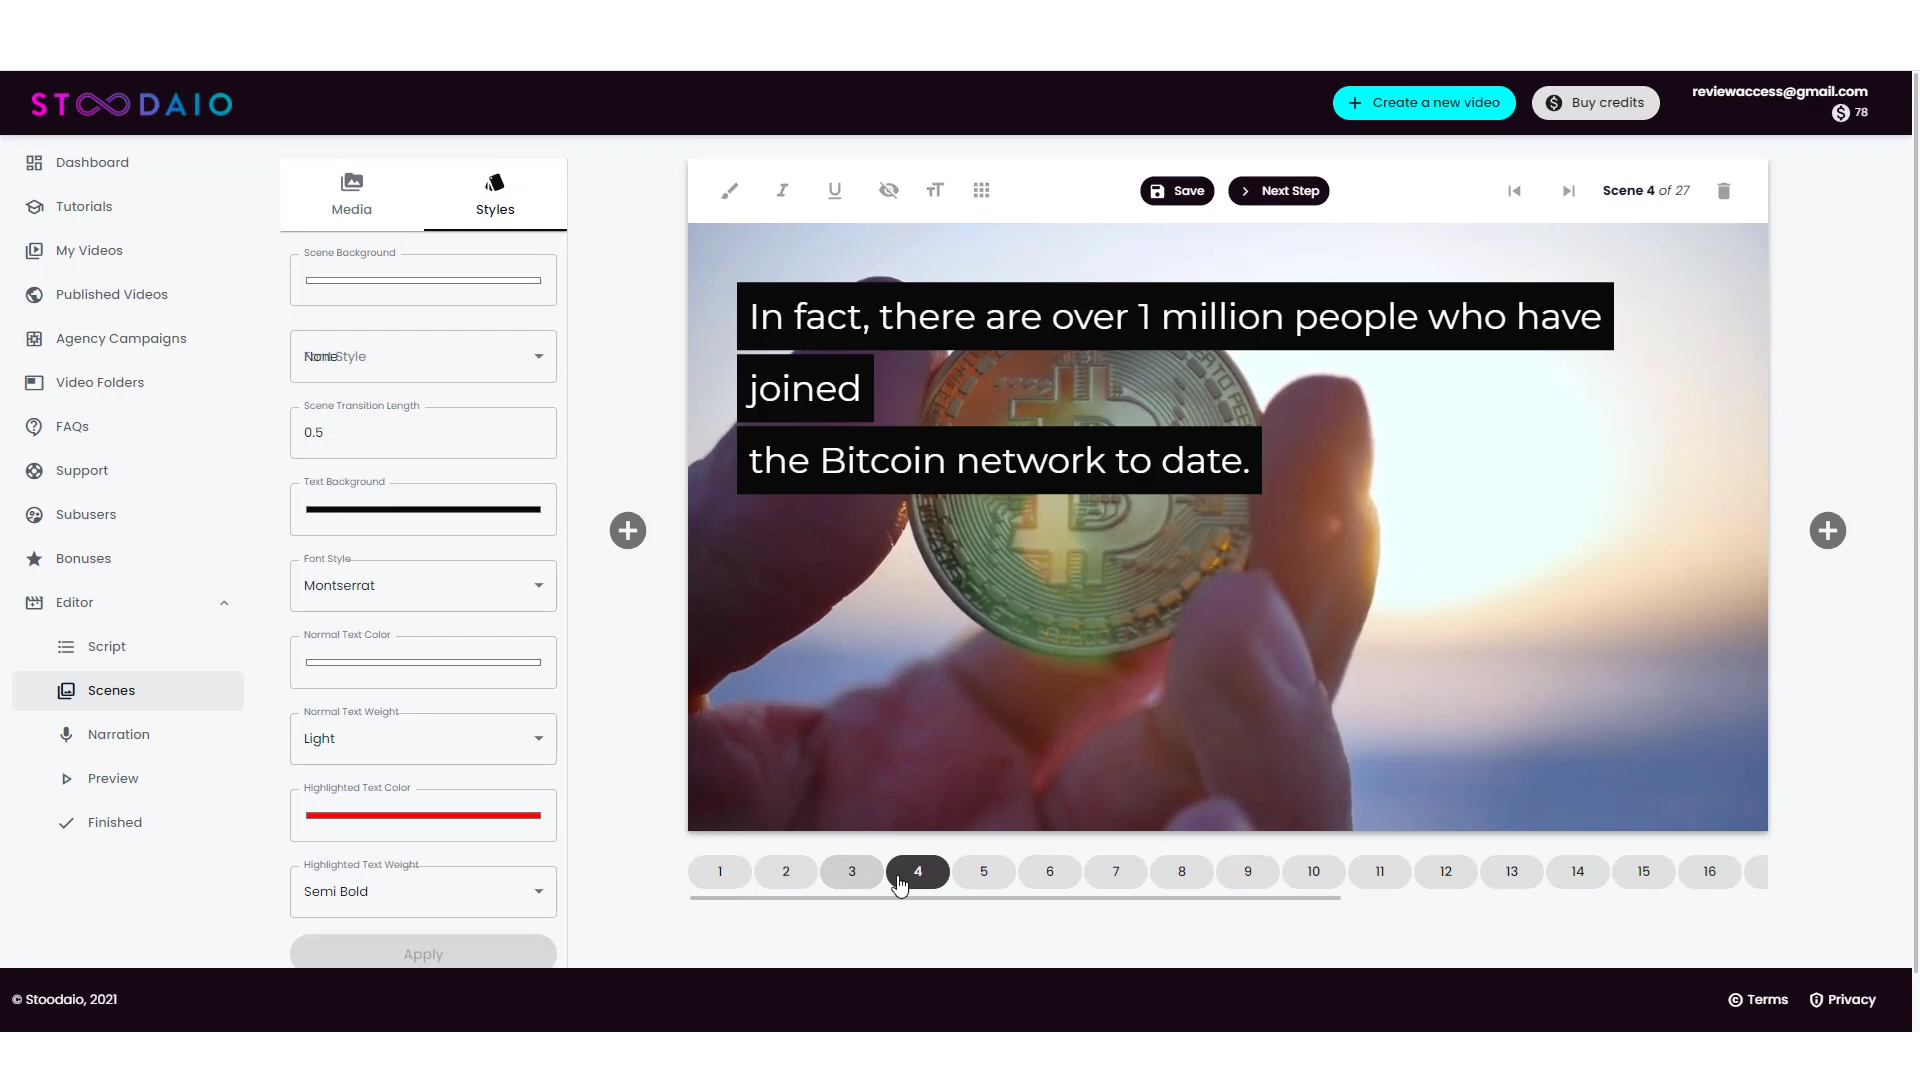 STOODAIO
Create a new video
Buy credits
reviewaccess@gmail.com
78
Dashboard
Tutorials
My Videos
Published Videos
Agency Campaigns
Video Folders
FAQs
Support
Subusers
Bonuses
Editor
Script
Scenes
Narration
Preview
Finished
Media
Styles
Scene Background
None
Font Style
Scene Transition Length
0.5
Text Background
Font Style
Montserrat
Normal Text Color
Normal Text Weight
Light
Highlighted Text Color
Highlighted Text Weight
Semi Bold
Apply
Save
Next Step
Scene 4 of 27
In fact, there are over 1 million people who have
joined
the Bitcoin network to date.
1 2 3 4 5 6 7 8 9 10 11 12 13 14 15 16
© Stoodaio, 2021
Terms
Privacy